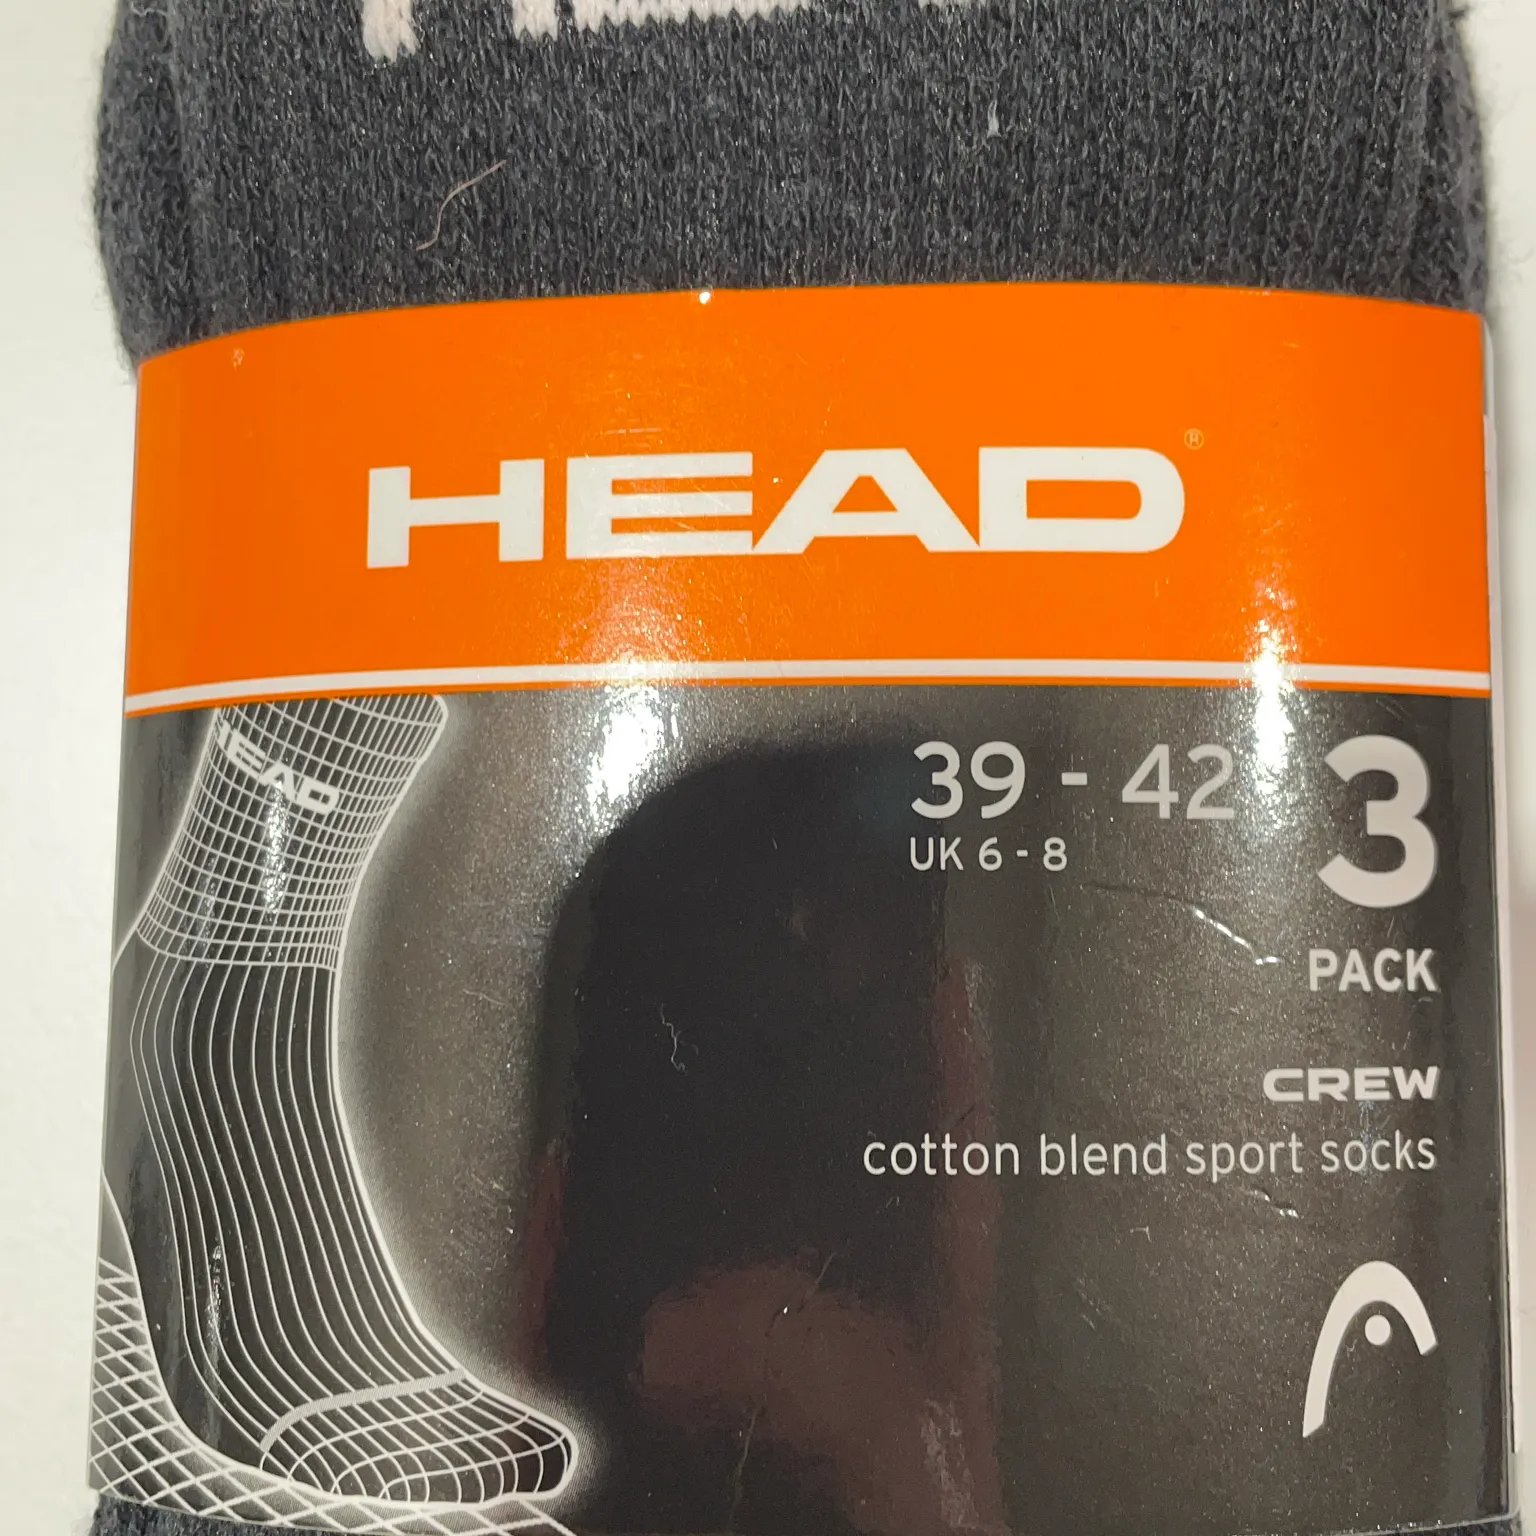 HEAD®
HEAD
39 - 42
UK 6 - 8
3
PACK
CREW
cotton blend sport socks